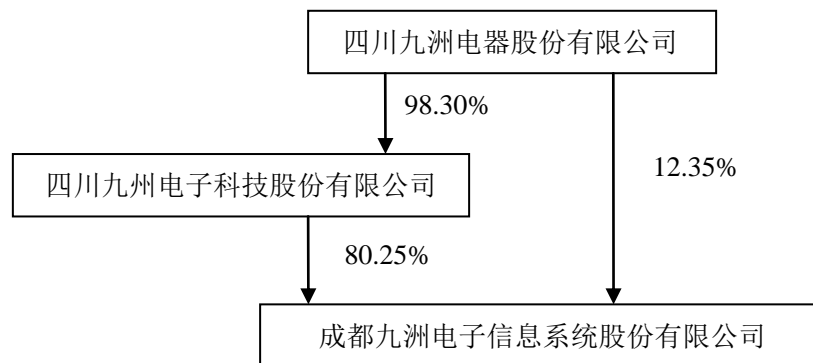 四川九洲电器股份有限公司
98.30%
四川九州电子科技股份有限公司
12.35%
80.25%
成都九洲电子信息系统股份有限公司